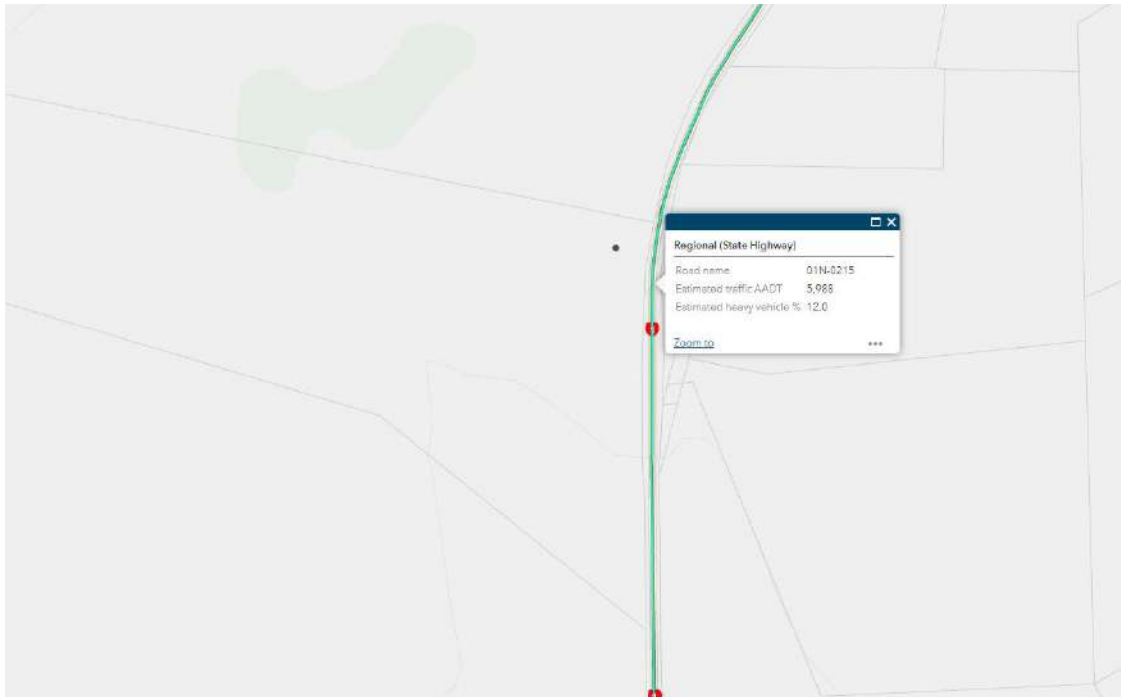 Regional (State Highway)
Road name 01N-0215
Estimated traffic AADT 5,988
Estimated heavy vehicle % 12.0
Zoom to